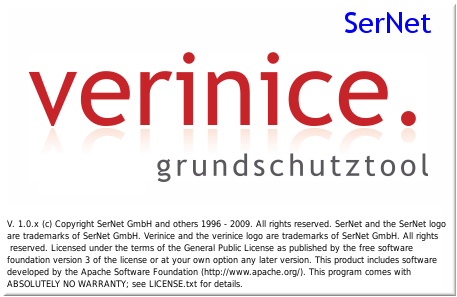 SerNet
verinice.
grundschutztool
V. 1.0.x (c) Copyright SerNet GmbH and others 1996 - 2009. All rights reserved. SerNet and the SerNet logo
are trademarks of SerNet GmbH. Verinice and the verinice logo are trademarks of SerNet GmbH. All rights
reserved. Licensed under the terms of the General Public License as published by the free software
foundation version 3 of the license or at your own option any later version. This product includes software
developed by the Apache Software Foundation (http://www.apache.org/). This program comes with
ABSOLUTELY NO WARRANTY; see LICENSE.txt for details.